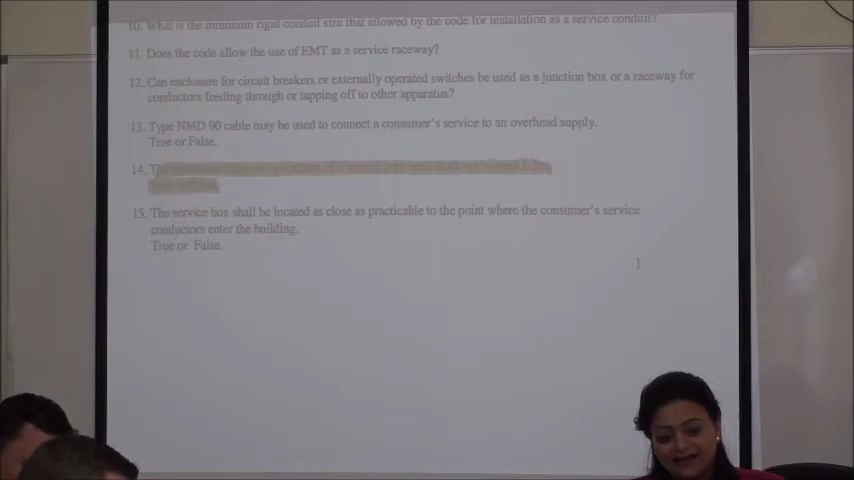 10. What is the minimum rigid conduit size that allowed by the code for installation as a service conduit?
11. Does the code allow the use of EMT as a service raceway?
12. Can enclosure for circuit breakers or externally operated switches be used as a junction box or a raceway for
conductors feeding through or tapping off to other apparatus?
13. Type NMD 90 cable may be used to connect a consumer's service to an overhead supply.
True or False.
14.
15. The service box shall be located as close as practicable to the point where the consumer's service
conductors enter the building.
True or False.